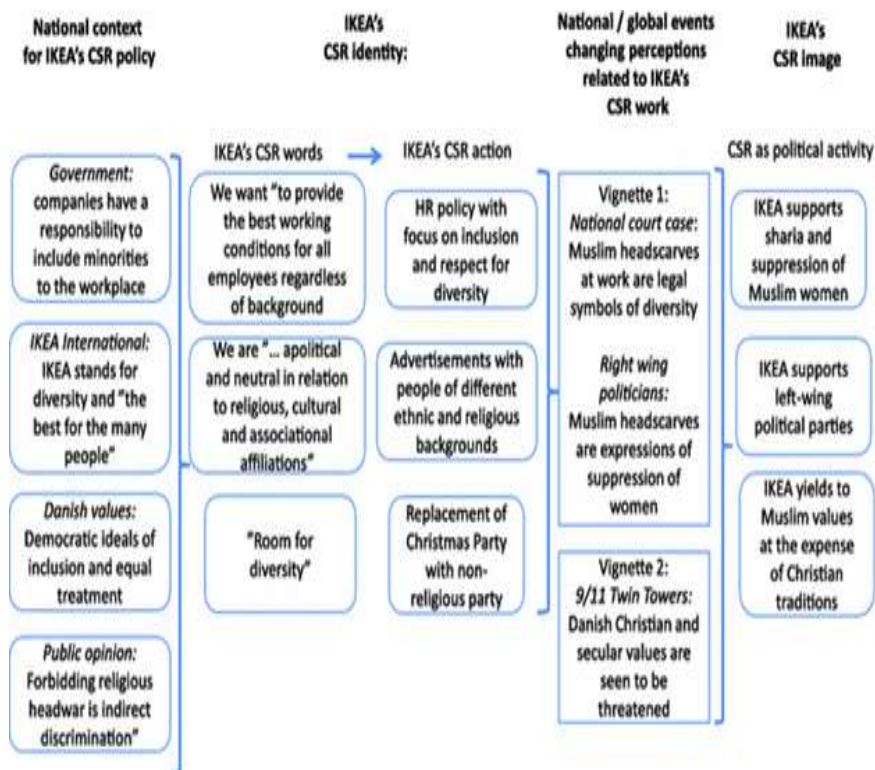 National context
for IKEA's CSR policy
IKEA's
CSR identity:
National / global events
changing perceptions
related to IKEA's
CSR work
IKEA's
CSR image
IKEA's CSR words
IKEA's CSR action
CSR as political activity
Government:
companies have a
responsibility to
include minorities
to the workplace
IKEA International:
IKEA stands for
diversity and "the
best for the many
people"
Danish values:
Democratic ideals of
inclusion and equal
treatment
Public opinion:
Forbidding religious
headwar is indirect
discrimination"
We want "to provide
the best working
conditions for all
employees regardless
of background
We are "... apolitical
and neutral in relation
to religious, cultural
and associational
affiliations"
"Room for
diversity"
HR policy with
focus on inclusion
and respect for
diversity
Advertisements with
people of different
ethnic and religious
backgrounds
Replacement of
Christmas Party
with non-
religious party
Vignette 1:
National court case:
Muslim headscarves
at work are legal
symbols of diversity
Right wing
politicians:
Muslim headscarves
are expressions of
suppression of
women
Vignette 2:
9/11 Twin Towers:
Danish Christian and
secular values are
seen to be
threatened
IKEA supports
sharia and
suppression of
Muslim women
IKEA supports
left-wing
political parties
IKEA yields to
Muslim values
at the expense
of Christian
traditions